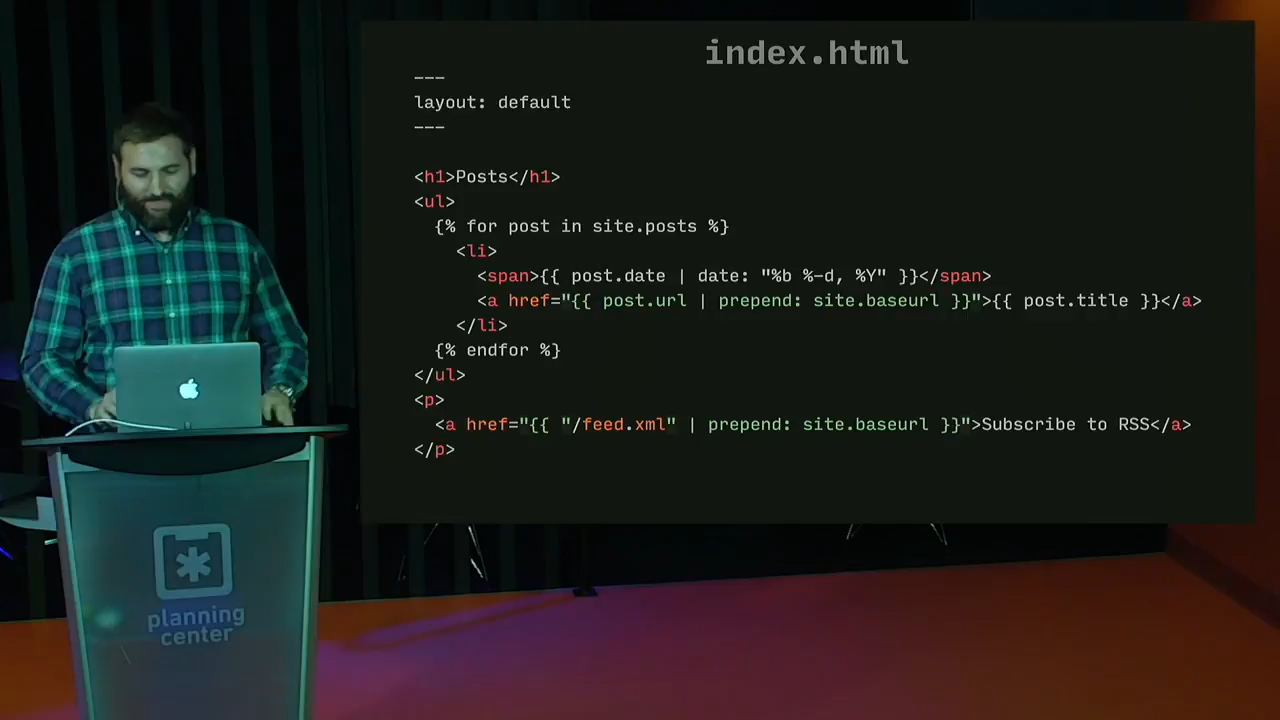 index.html
---
layout: default
---
<h1>Posts</h1>
<ul>
{% for post in site.posts %}
<li>
<span>{{ post.date | date: "%b %-d, %Y" }}</span>
<a href="{{ post.url | prepend: site.baseurl }}">{{ post.title }}</a>
</li>
{% endfor %}
</ul>
<p>
<a href="{{ "/feed.xml" | prepend: site.baseurl }}">Subscribe to RSS</a>
</p>
planning
center